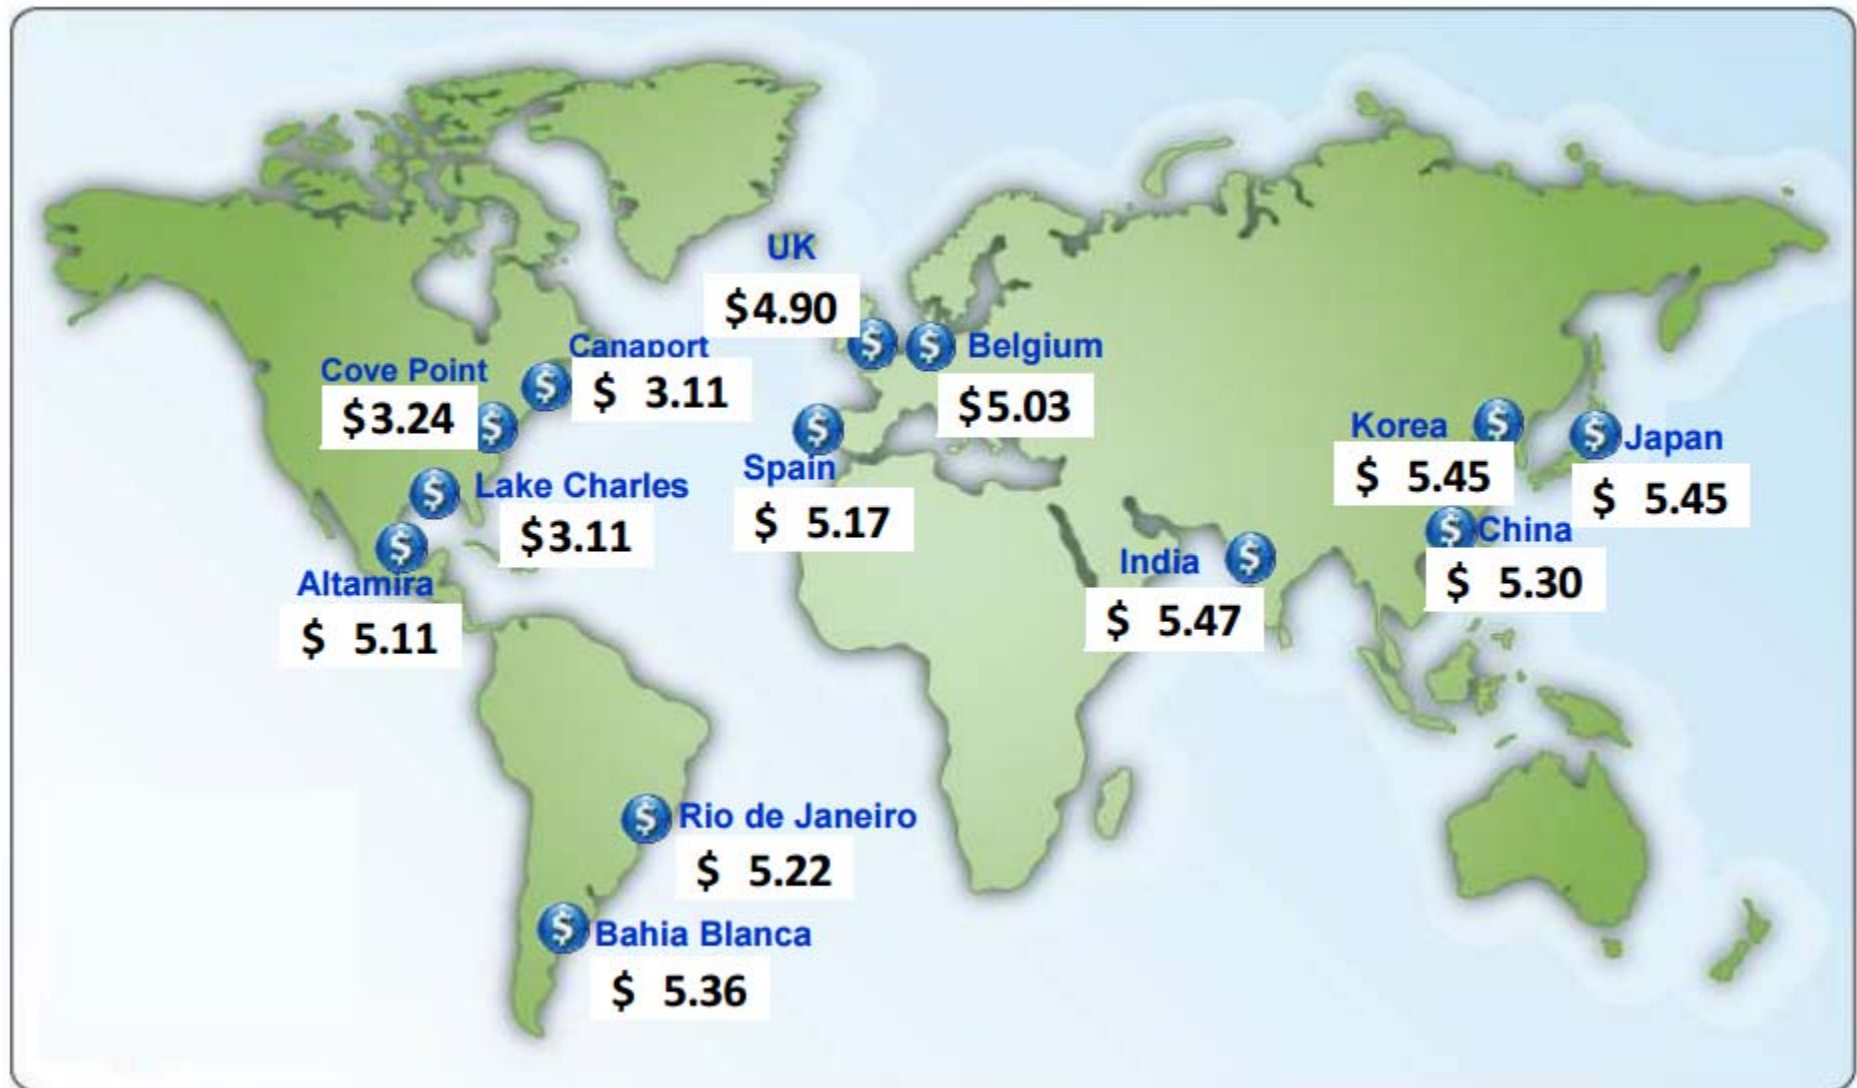 UK
$4.90
Canaport
$ 3.11
Cove Point
$3.24
Belgium
$5.03
Lake Charles
$3.11
Spain
$ 5.17
Altamira
$ 5.11
Korea
$ 5.45
Japan
$ 5.45
China
$ 5.30
India
$ 5.47
Rio de Janeiro
$ 5.22
Bahia Blanca
$ 5.36